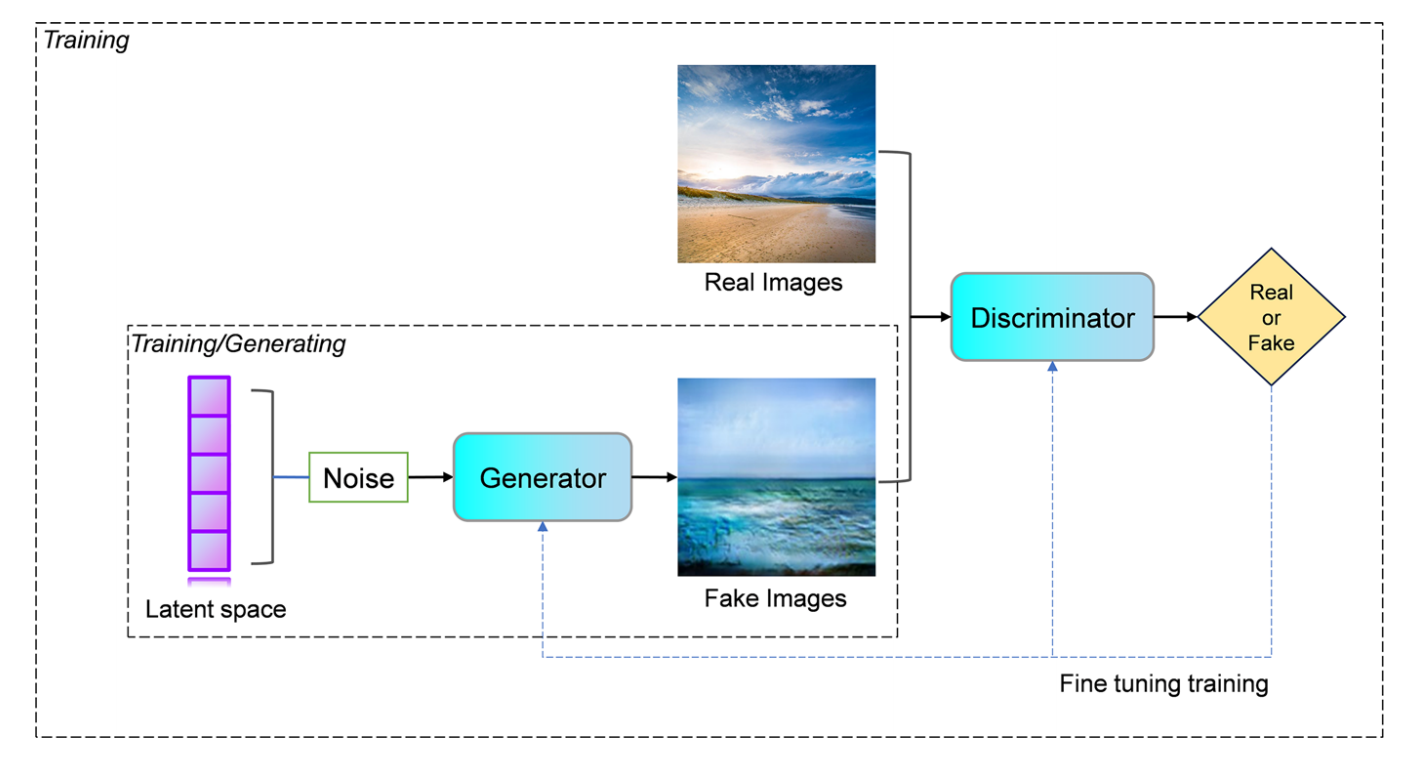 Training
Real Images
Discriminator
Real
or
Fake
Training/Generating
Noise
Generator
Latent space
Fake Images
Fine tuning training